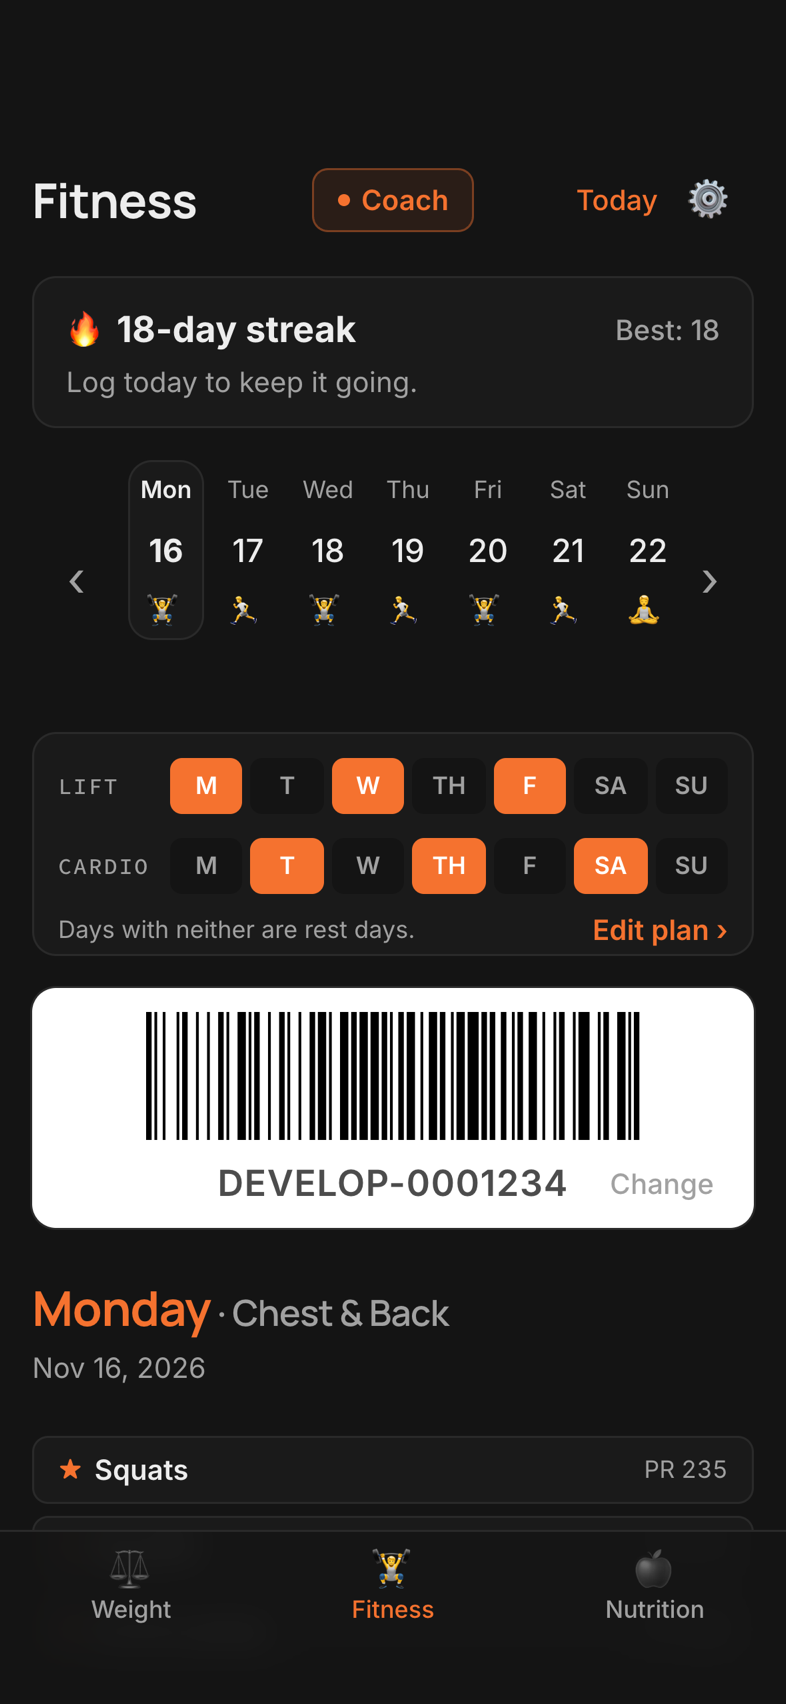 Fitness
Coach
Today
18-day streak
Best: 18
Log today to keep it going.
Mon Tue Wed Thu Fri Sat Sun
16 17 18 19 20 21 22
LIFT M T W TH F SA SU
CARDIO M T W TH F SA SU
Days with neither are rest days.
Edit plan ›
DEVELOP-0001234
Change
Monday · Chest & Back
Nov 16, 2026
Squats
PR 235
Weight
Fitness
Nutrition